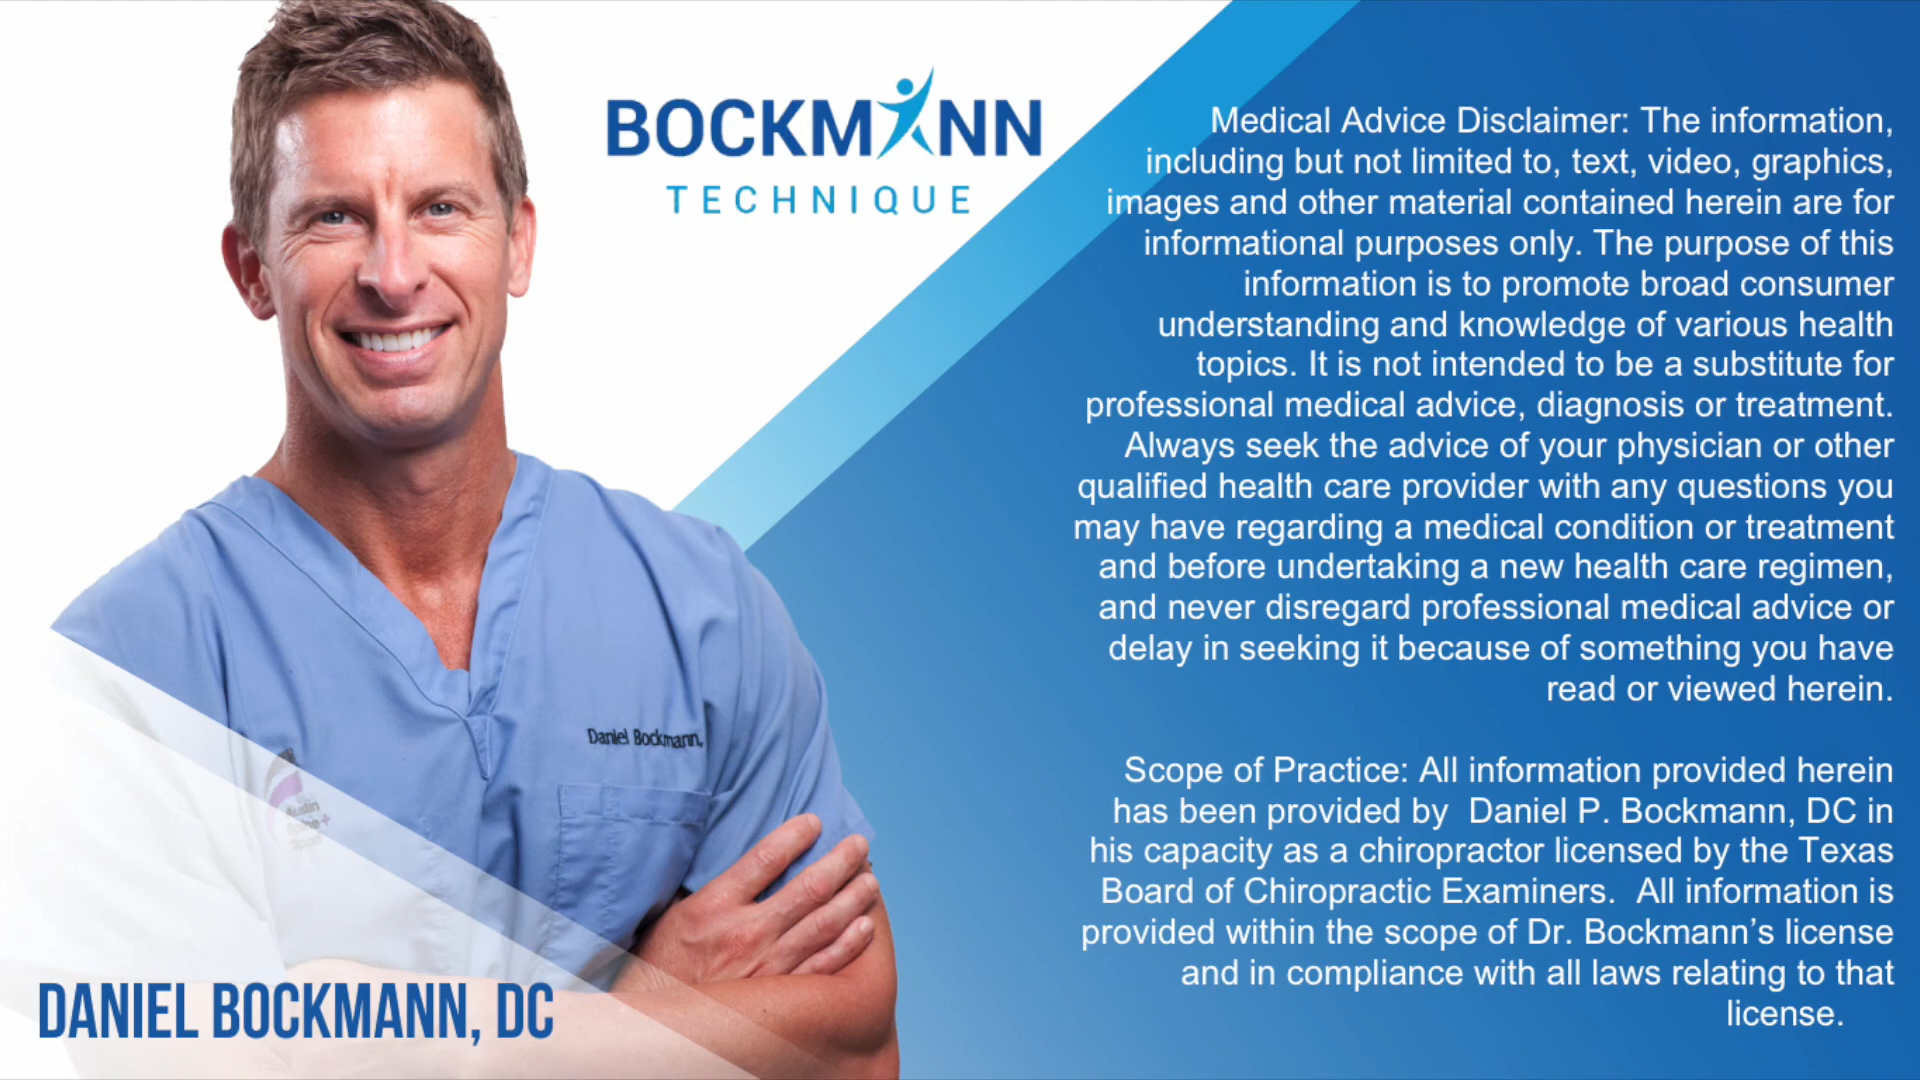 BOCKMANN
TECHNIQUE
Medical Advice Disclaimer: The information,
including but not limited to, text, video, graphics,
images and other material contained herein are for
informational purposes only. The purpose of this
information is to promote broad consumer
understanding and knowledge of various health
topics. It is not intended to be a substitute for
professional medical advice, diagnosis or treatment.
Always seek the advice of your physician or other
qualified health care provider with any questions you
may have regarding a medical condition or treatment
and before undertaking a new health care regimen,
and never disregard professional medical advice or
delay in seeking it because of something you have
read or viewed herein.
Scope of Practice: All information provided herein
has been provided by  Daniel P. Bockmann, DC in
his capacity as a chiropractor licensed by the Texas
Board of Chiropractic Examiners.  All information is
provided within the scope of Dr. Bockmann’s license
and in compliance with all laws relating to that
license.
Daniel Bockmann,
Austin
Spine+
Sport
DANIEL BOCKMANN, DC